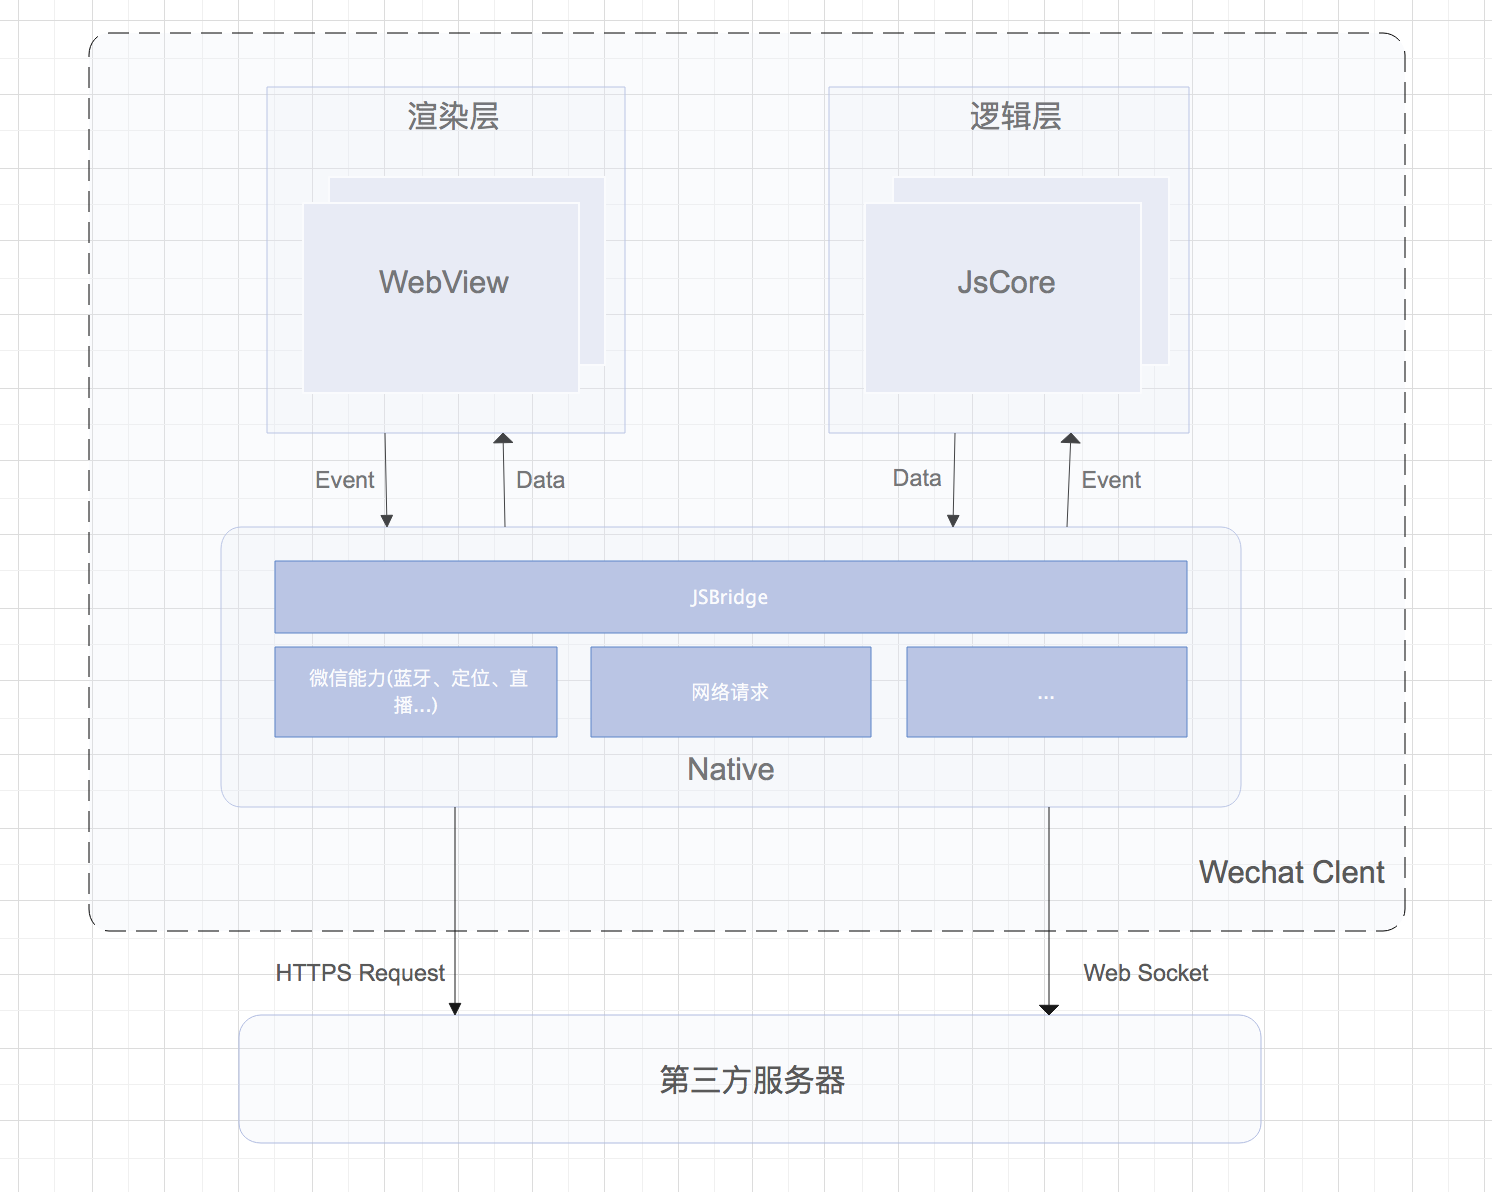 渲染层
逻辑层
WebView
JsCore
Event
Data
Data
Event
JSBridge
微信能力(蓝牙、定位、直
播...)
网络请求
...
Native
Wechat Clent
HTTPS Request
Web Socket
第三方服务器